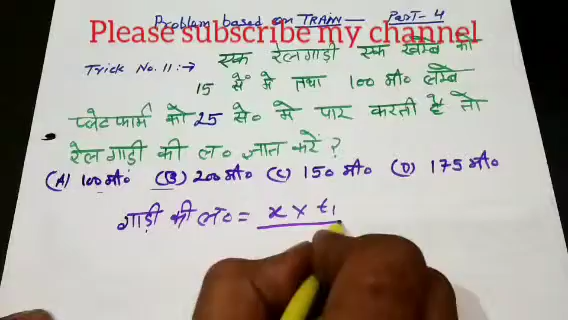 Problem based on TRAIN- Part-4
Please subscribe my channel
Trick No. 11:→ एक रेलगाड़ी एक खम्बे को
15 से० मे तथा 100 मी० लम्बे
प्लेटफार्म को 25 से० मे पार करती है तो
रेलगाड़ी की ल० ज्ञात करें ?
(A) 100 मी० (B) 200 मी० (C) 150 मी० (D) 175 मी०
गाड़ी की ल० = x × t₁